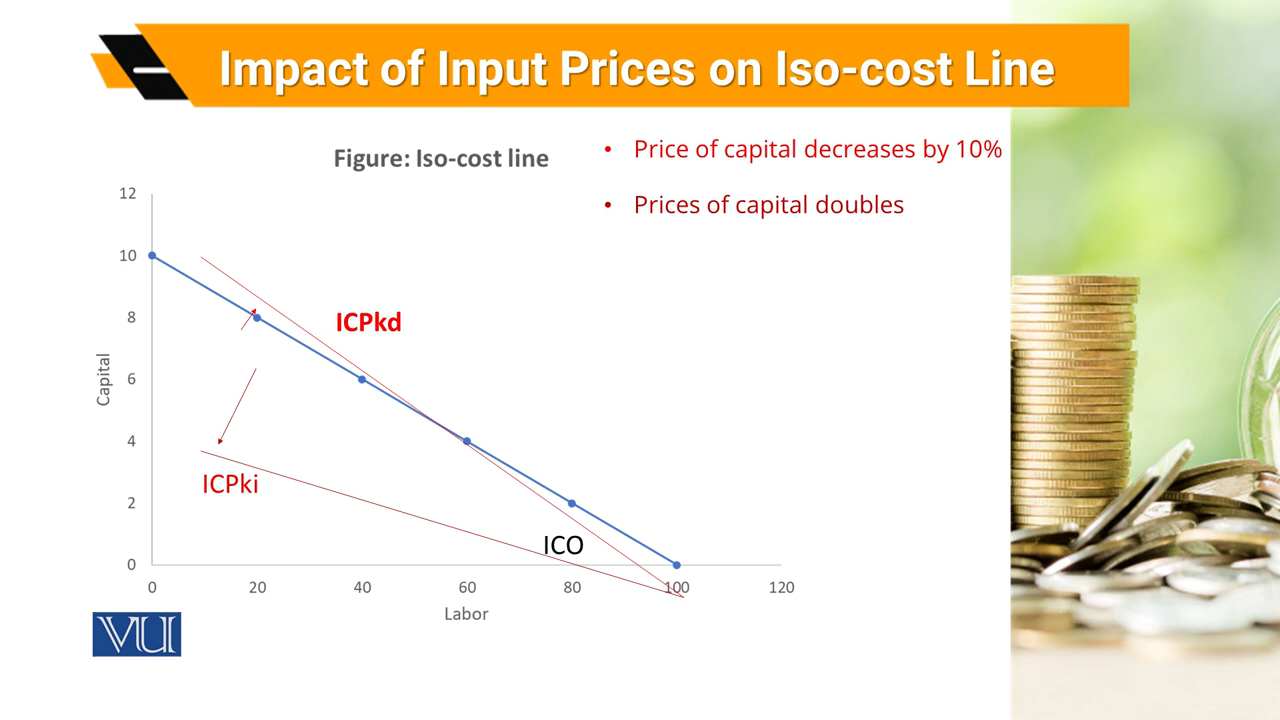 Impact of Input Prices on Iso-cost Line
Figure: Iso-cost line
• Price of capital decreases by 10%
• Prices of capital doubles
12
10
8
6
4
2
0
Capital
ICPkd
ICPki
ICO
0 20 40 60 80 100 120
Labor
VU